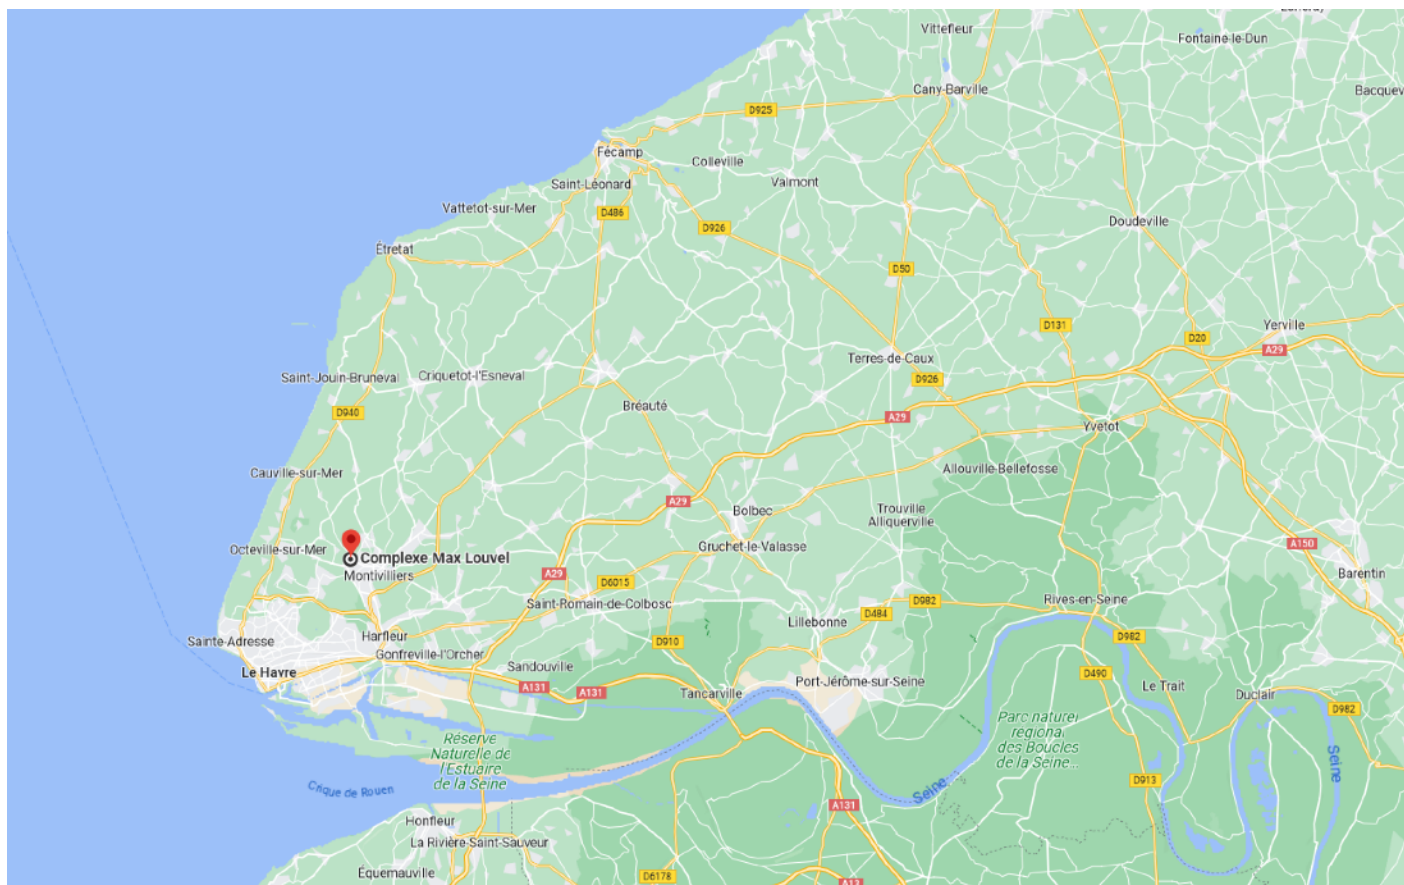 Vittefleur
Fontaine-le-Dun
Cany-Barville
Bacquev
D925
Fécamp
Colleville
Saint-Léonard
Valmont
Vattetot-sur-Mer
D486
D926
Doudeville
Étretat
D50
D131
Yerville
D20
A29
Terres-de-Caux
Saint-Jouin-Bruneval
Criquetot-l'Esneval
D926
Bréauté
D940
A29
Yvetot
Cauville-sur-Mer
Allouville-Bellefosse
A29
Bolbec
Trouville
Alliquerville
Octeville-sur-Mer
Complexe Max Louvel
Gruchet-le-Valasse
A150
Montivilliers
A29
D6015
Barentin
Saint-Romain-de-Colbosc
D982
Rives-en-Seine
D484
Lillebonne
Sainte-Adresse
Harfleur
D910
D982
Gonfreville-l'Orcher
Le Havre
Sandouville
D490
A131
A131
Tancarville
Port-Jérôme-sur-Seine
Le Trait
Duclair
D982
Parc naturel
régional
des Boucles
de la Seine...
Réserve
Naturelle de
l'Estuaire
de la Seine
Seine
Crique de Rouen
Seine
D913
A131
Honfleur
La Rivière-Saint-Sauveur
Équemauville
D6178
A13